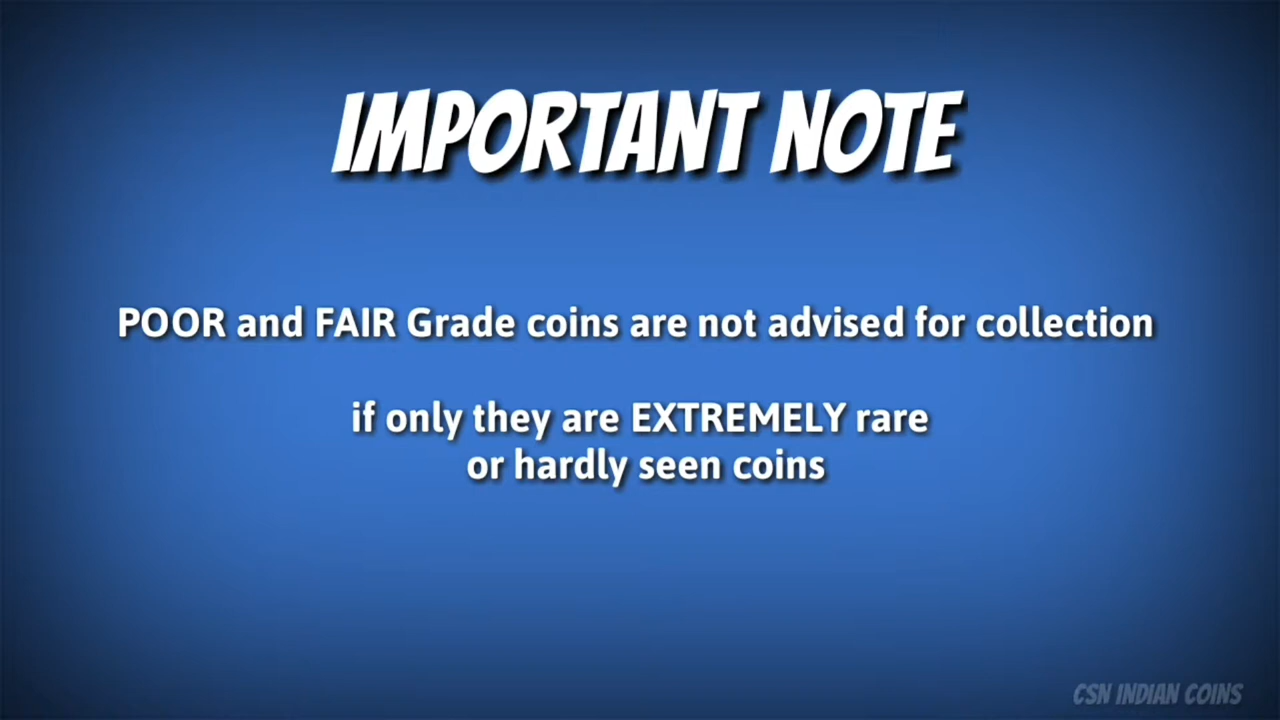 IMPORTANT NOTE
POOR and FAIR Grade coins are not advised for collection
if only they are EXTREMELY rare
or hardly seen coins
CSN INDIAN COINS